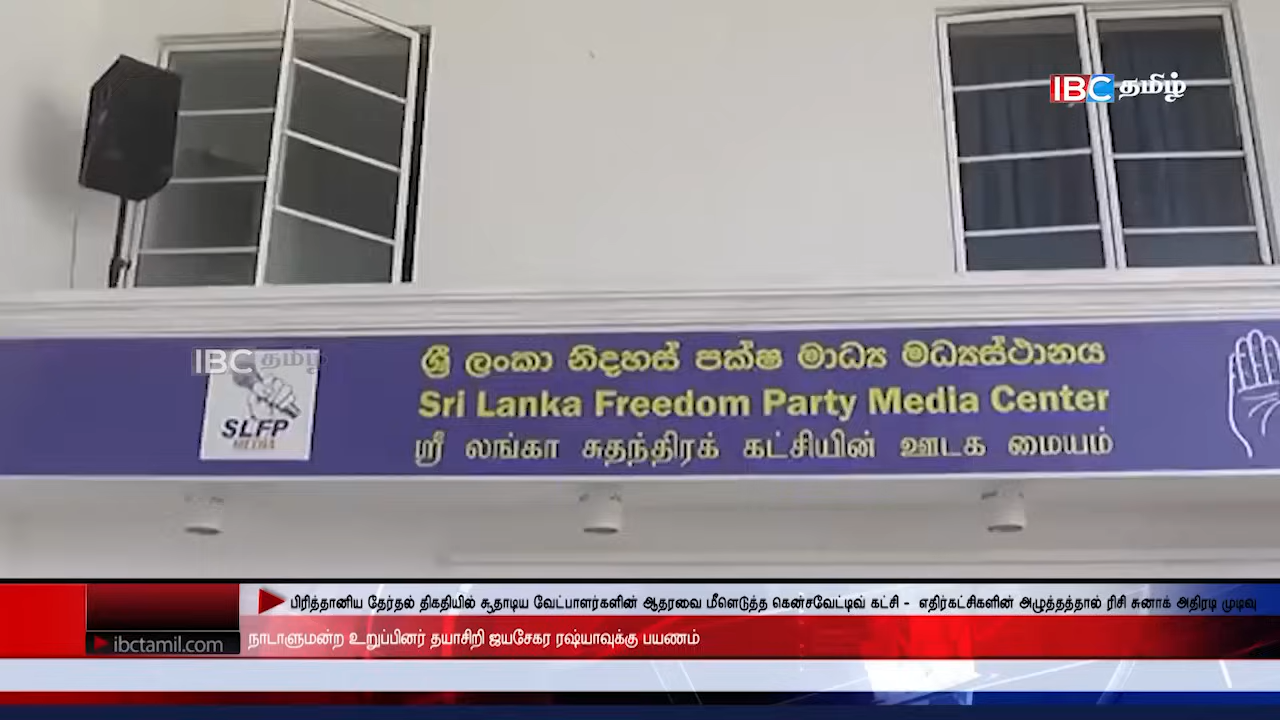 IBC தமிழ்
IBC தமிழ்
SLFP
MEDIA
ශ්‍රී ලංකා නිදහස් පක්ෂ මාධ්‍ය මධ්‍යස්ථානය
Sri Lanka Freedom Party Media Center
ஸ்ரீ லங்கா சுதந்திரக் கட்சியின் ஊடக மையம்
பிரித்தானிய தேர்தல் திகதியில் சூதாடிய வேட்பாளர்களின் ஆதரவை மீளெடுத்த கென்சவேட்டிவ் கட்சி - எதிர்கட்சிகளின் அழுத்தத்தால் ரிசி சுனாக் அதிரடி முடிவு
ibctamil.com
நாடாளுமன்ற உறுப்பினர் தயாசிறி ஜயசேகர ரஷ்யாவுக்கு பயணம்